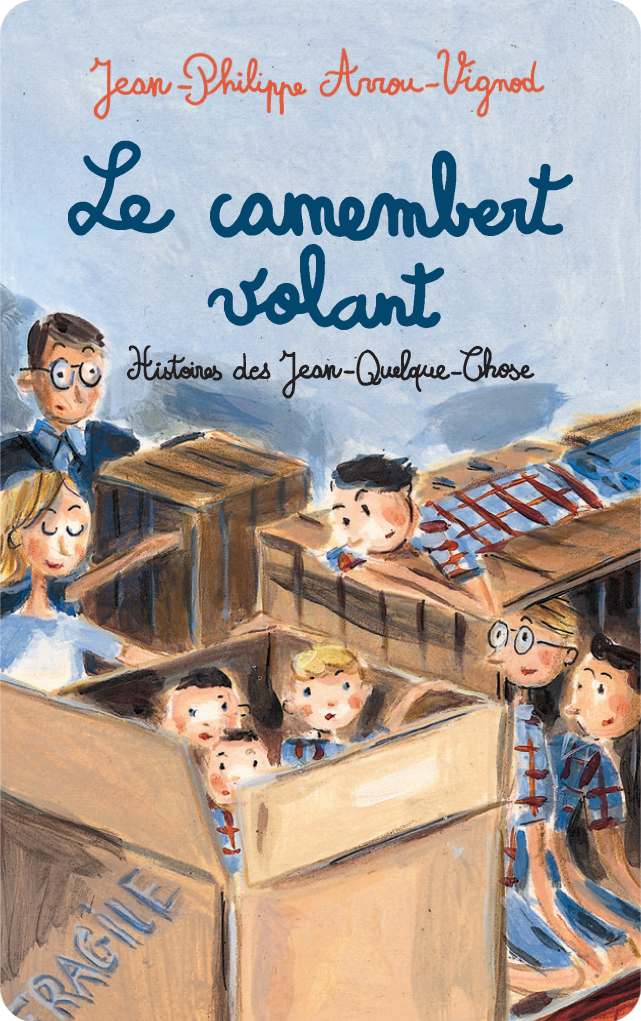 Jean-Philippe Arrou-Vignod
Le camembert
volant
Histoires des Jean-Quelque-Chose
FRAGILE